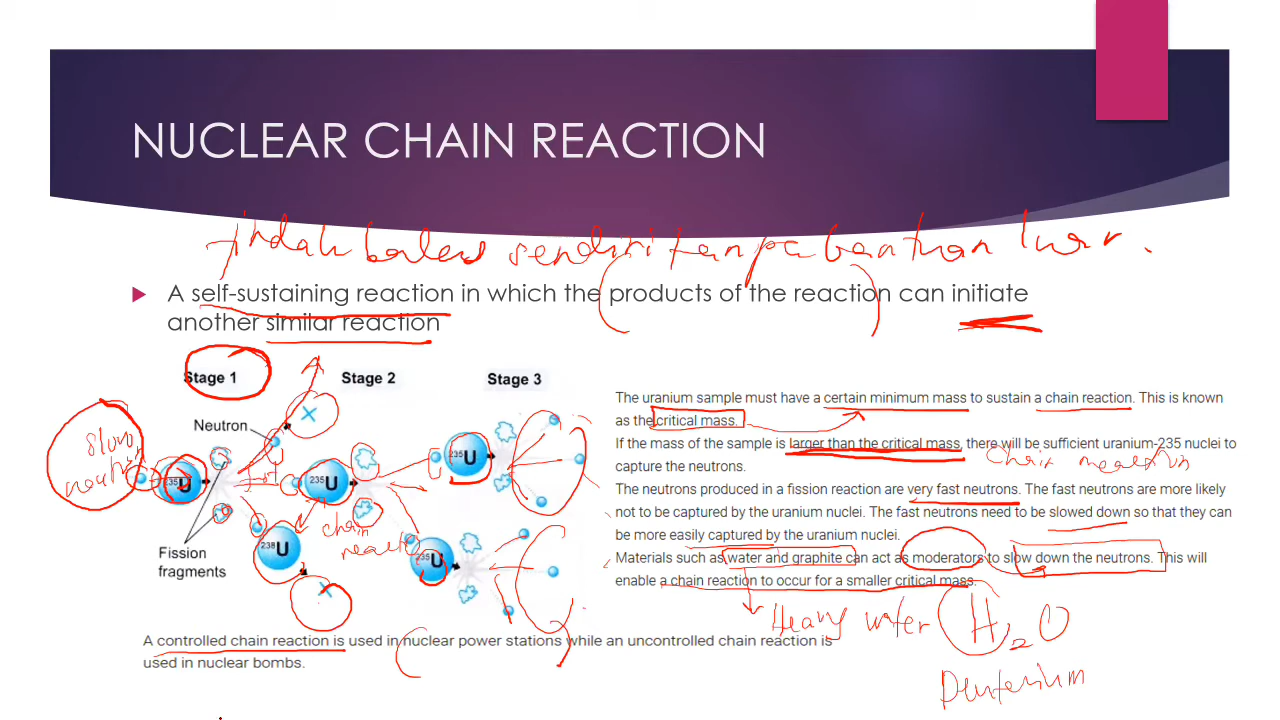 NUCLEAR CHAIN REACTION
tindak balas sendiri tanpa bantuan luar.
A self-sustaining reaction in which the products of the reaction can initiate
another similar reaction
Stage 1
Stage 2
Stage 3
Neutron
slow
neutron
235U
235U
235U
238U
235U
chain
Fission
fragments
The uranium sample must have a certain minimum mass to sustain a chain reaction. This is known
as the critical mass.
If the mass of the sample is larger than the critical mass, there will be sufficient uranium-235 nuclei to
capture the neutrons.
chain reaction
The neutrons produced in a fission reaction are very fast neutrons. The fast neutrons are more likely
not to be captured by the uranium nuclei. The fast neutrons need to be slowed down so that they can
be more easily captured by the uranium nuclei.
Materials such as water and graphite can act as moderators to slow down the neutrons. This will
enable a chain reaction to occur for a smaller critical mass.
Heavy water H2O
Deuterium
A controlled chain reaction is used in nuclear power stations while an uncontrolled chain reaction is
used in nuclear bombs.